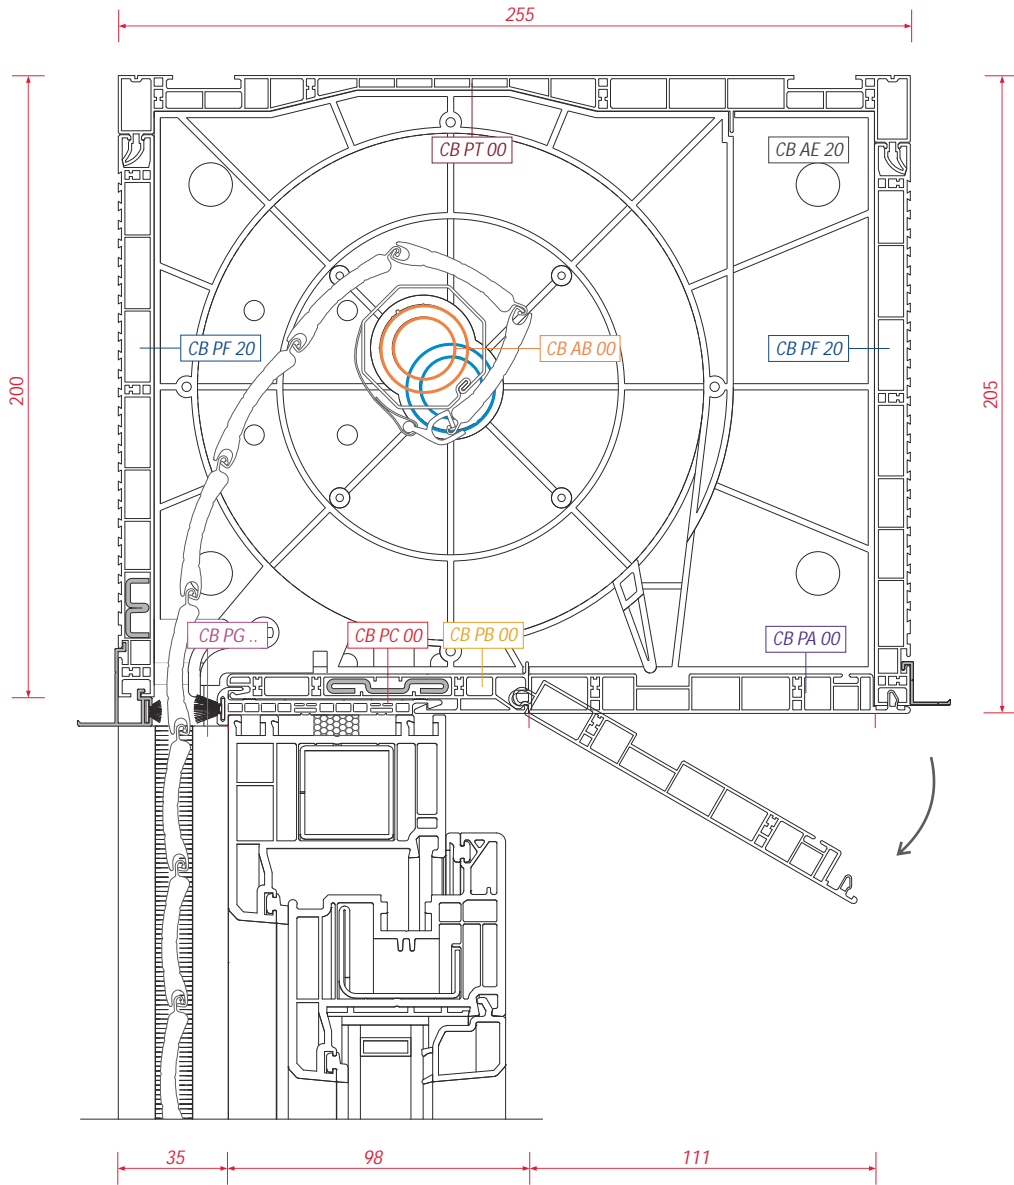 255
CB PT 00
CB AE 20
CB PF 20
CB AB 00
CB PF 20
200
205
CB PG ..
CB PC 00
CB PB 00
CB PA 00
35
98
111